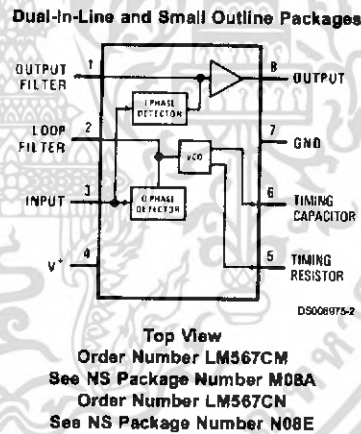 Dual-In-Line and Small Outline Packages
OUTPUT FILTER 1
8 OUTPUT
I PHASE DETECTOR
LOOP FILTER 2
7 GND
VCO
INPUT 3
Q PHASE DETECTOR
6 TIMING CAPACITOR
V+ 4
5 TIMING RESISTOR
DS006975-2
Top View
Order Number LM567CM
See NS Package Number M08A
Order Number LM567CN
See NS Package Number N08E